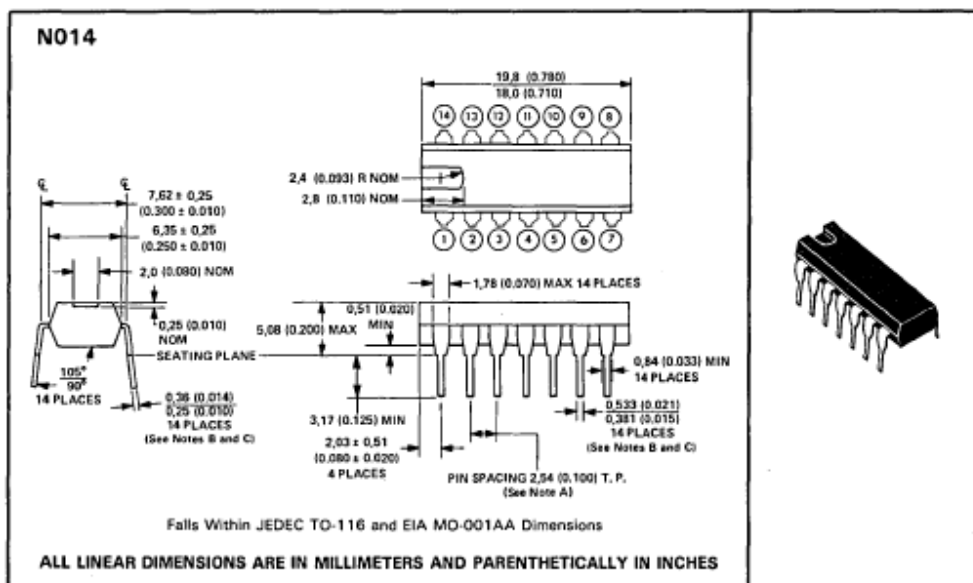 N014
19,8 (0.780)
18,0 (0.710)
14 13 12 11 10 9 8
2,4 (0.093) R NOM
2.8 (0.110) NOM
1 2 3 4 5 6 7
℄ ℄
7,62 ± 0,25
(0.300 ± 0.010)
6,35 ± 0,25
(0.250 ± 0.010)
2,0 (0.080) NOM
0,25 (0.010)
NOM
SEATING PLANE
105°
90°
14 PLACES
0,36 (0.014)
0,25 (0.010)
14 PLACES
(See Notes B and C)
1,78 (0.070) MAX 14 PLACES
0,51 (0.020)
MIN
5,08 (0.200) MAX
3,17 (0.125) MIN
2,03 ± 0,51
(0.080 ± 0.020)
4 PLACES
0,84 (0.033) MIN
14 PLACES
0,533 (0.021)
0,381 (0.015)
14 PLACES
(See Notes B and C)
PIN SPACING 2,54 (0.100) T. P.
(See Note A)
Falls Within JEDEC TO-116 and EIA MO-001AA Dimensions
ALL LINEAR DIMENSIONS ARE IN MILLIMETERS AND PARENTHETICALLY IN INCHES